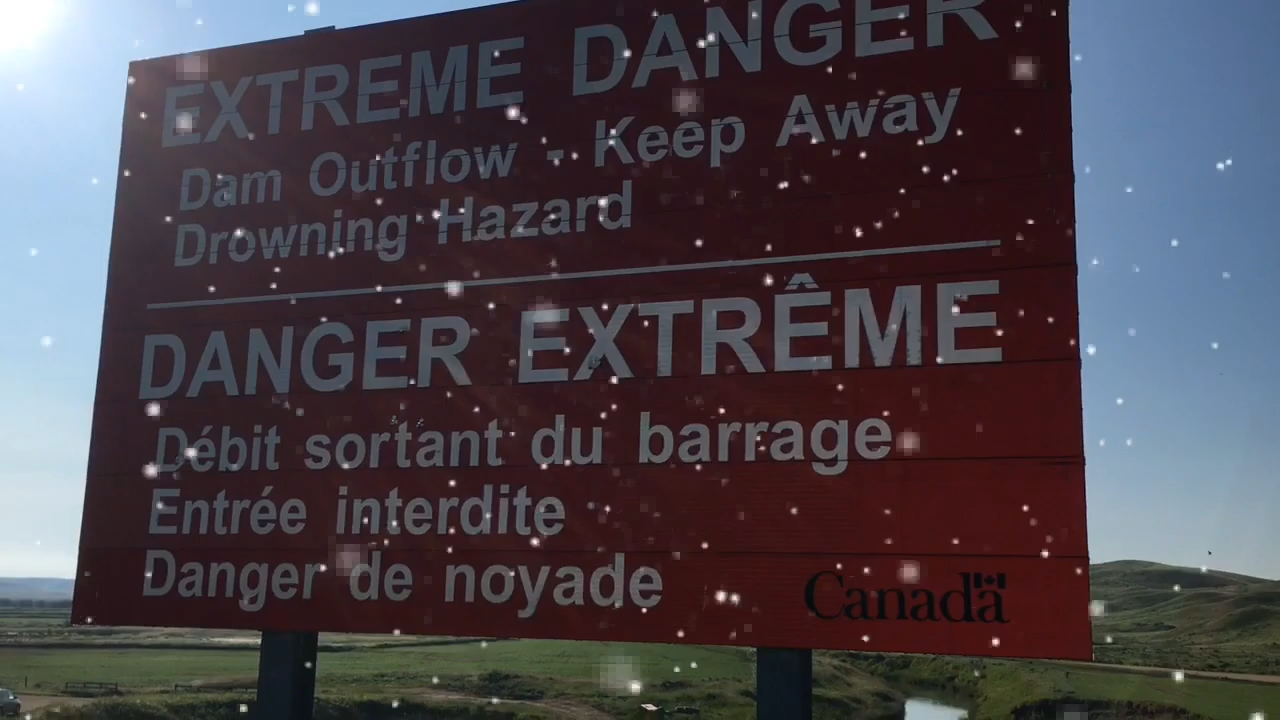 EXTREME DANGER
Dam Outflow - Keep Away
Drowning Hazard
DANGER EXTRÊME
Débit sortant du barrage
Entrée interdite
Danger de noyade
Canada